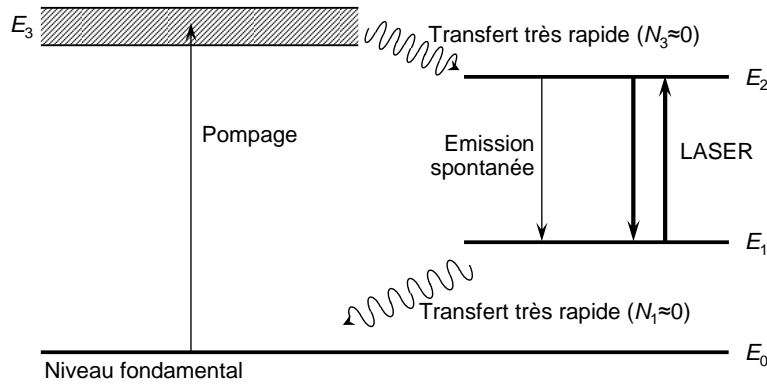 E3
Transfert très rapide (N3≈0)
E2
Pompage
Emission
spontanée
LASER
E1
Transfert très rapide (N1≈0)
E0
Niveau fondamental